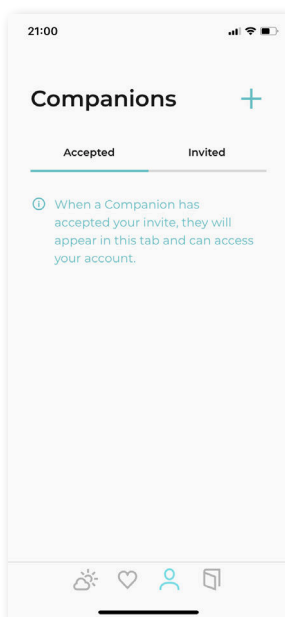 21:00
Companions
Accepted Invited
When a Companion has
accepted your invite, they will
appear in this tab and can access
your account.